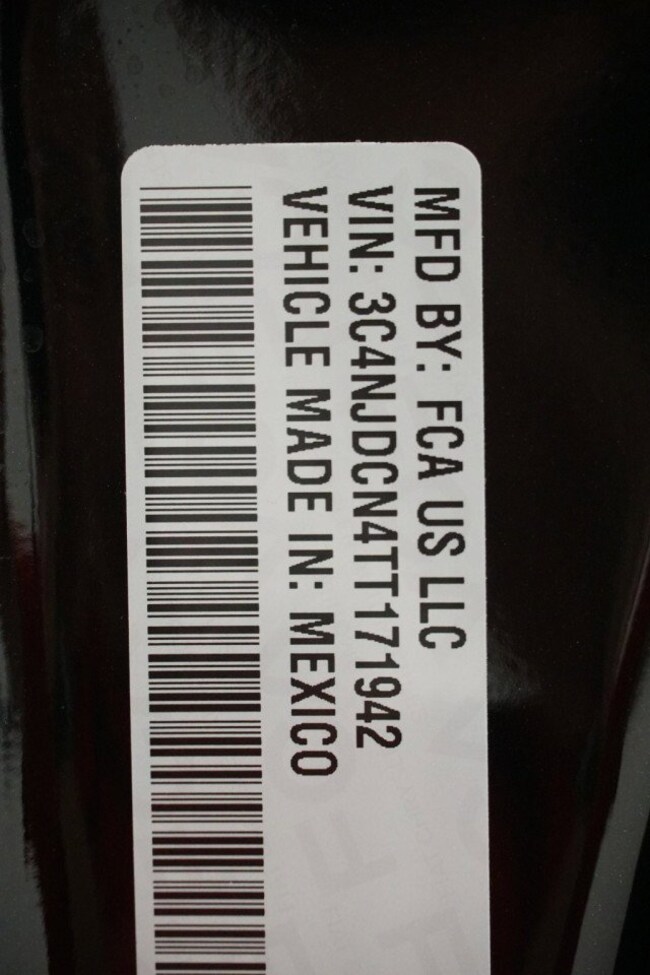 MFD BY: FCA US LLC
VIN: 3C4NJDCN4TT171942
VEHICLE MADE IN: MEXICO